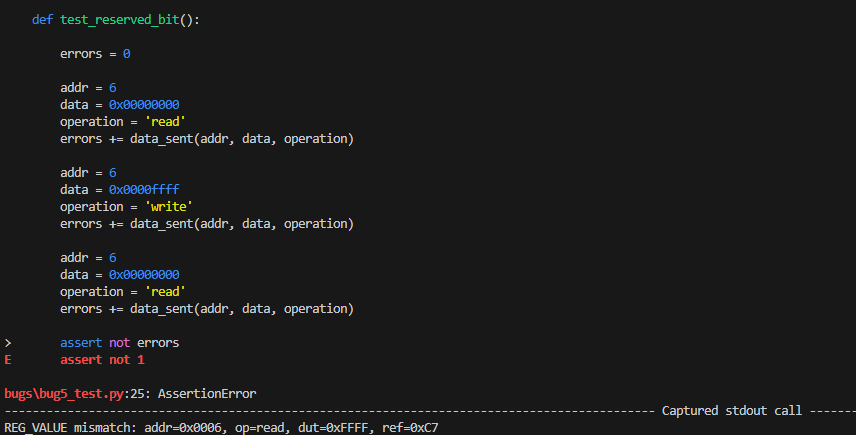 def test_reserved_bit():
errors = 0
addr = 6
data = 0x00000000
operation = 'read'
errors += data_sent(addr, data, operation)
addr = 6
data = 0x0000ffff
operation = 'write'
errors += data_sent(addr, data, operation)
addr = 6
data = 0x00000000
operation = 'read'
errors += data_sent(addr, data, operation)
> assert not errors
E assert not 1
bugs\bug5_test.py:25: AssertionError
--------------------------------------------------------------------------------------- Captured stdout call -------
REG_VALUE mismatch: addr=0x0006, op=read, dut=0xFFFF, ref=0xC7